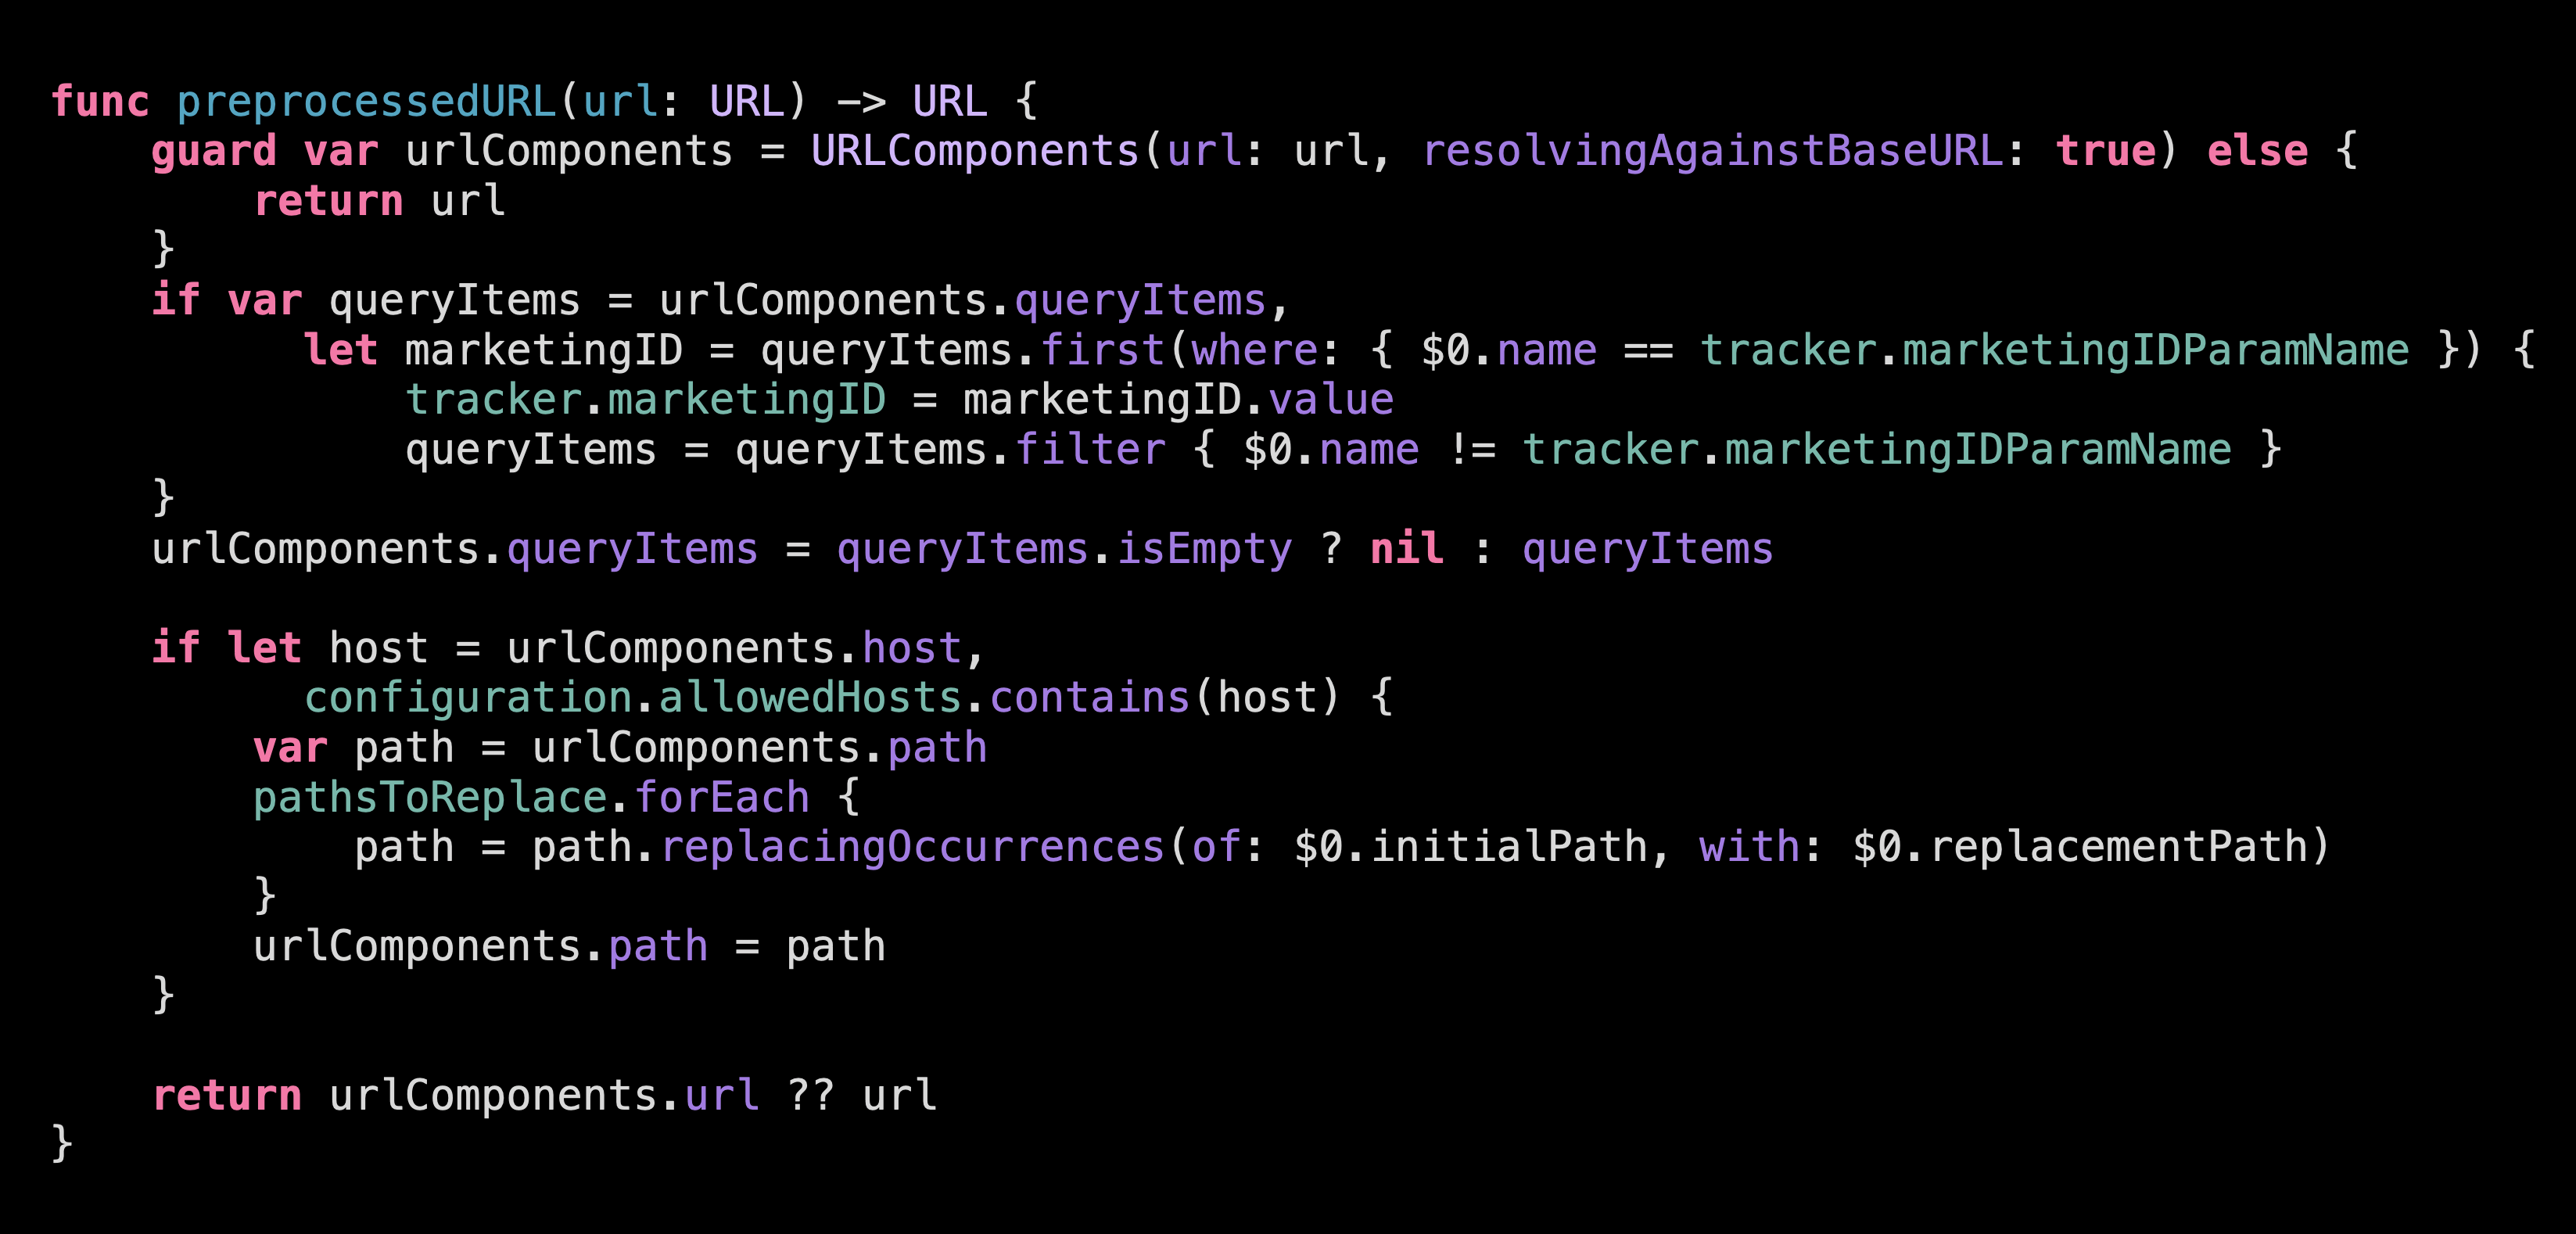 func preprocessedURL(url: URL) -> URL {
    guard var urlComponents = URLComponents(url: url, resolvingAgainstBaseURL: true) else {
        return url
    }
    if var queryItems = urlComponents.queryItems,
          let marketingID = queryItems.first(where: { $0.name == tracker.marketingIDParamName }) {
              tracker.marketingID = marketingID.value
              queryItems = queryItems.filter { $0.name != tracker.marketingIDParamName }
    }
    urlComponents.queryItems = queryItems.isEmpty ? nil : queryItems

    if let host = urlComponents.host,
          configuration.allowedHosts.contains(host) {
        var path = urlComponents.path
        pathsToReplace.forEach {
            path = path.replacingOccurrences(of: $0.initialPath, with: $0.replacementPath)
        }
        urlComponents.path = path
    }

    return urlComponents.url ?? url
}